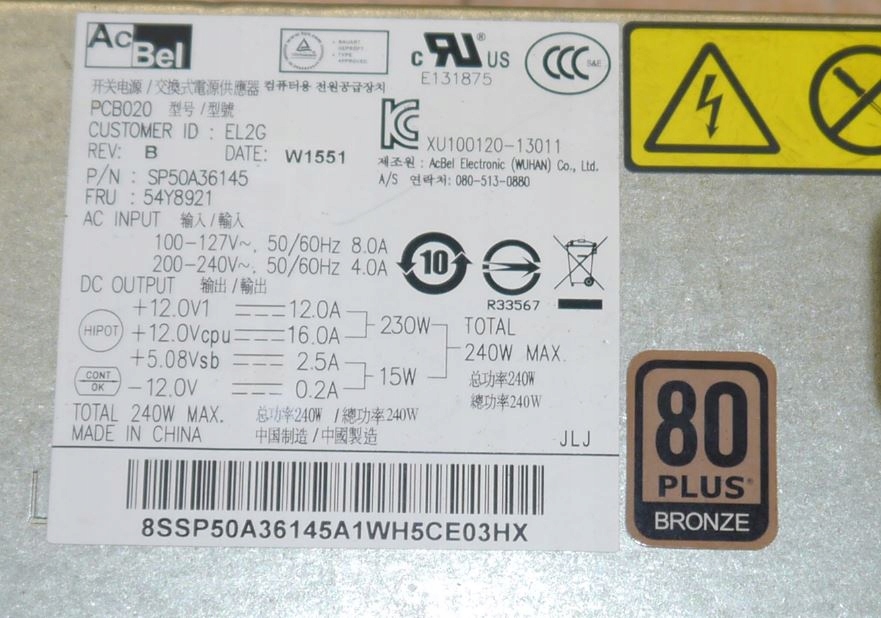 AcBel
BAUART
GEPRÜFT
TYPE
APPROVED
c RU® US
E131875
CCC S&E
开关电源 / 交換式電源供應器 컴퓨터용 전원공급장치
PCB020 型号 / 型號
CUSTOMER ID : EL2G
REV: B DATE: W1551
P/N : SP50A36145
FRU : 54Y8921
KC
XU100120-13011
제조원 : AcBel Electronic (WUHAN) Co., Ltd.
A/S 연락처: 080-513-0880
AC INPUT 输入 / 輸入
100-127V~, 50/60Hz 8.0A
200-240V~, 50/60Hz 4.0A
10
R33567
DC OUTPUT 输出 / 輸出
HIPOT
+12.0V1 12.0A
+12.0Vcpu 16.0A
230W
+5.08Vsb 2.5A
CONT
OK
-12.0V 0.2A
15W
TOTAL
240W MAX.
总功率240W
總功率240W
TOTAL 240W MAX. 总功率240W / 總功率240W
MADE IN CHINA 中国制造 / 中國製造 JLJ
8SSP50A36145A1WH5CE03HX
80
PLUS®
BRONZE